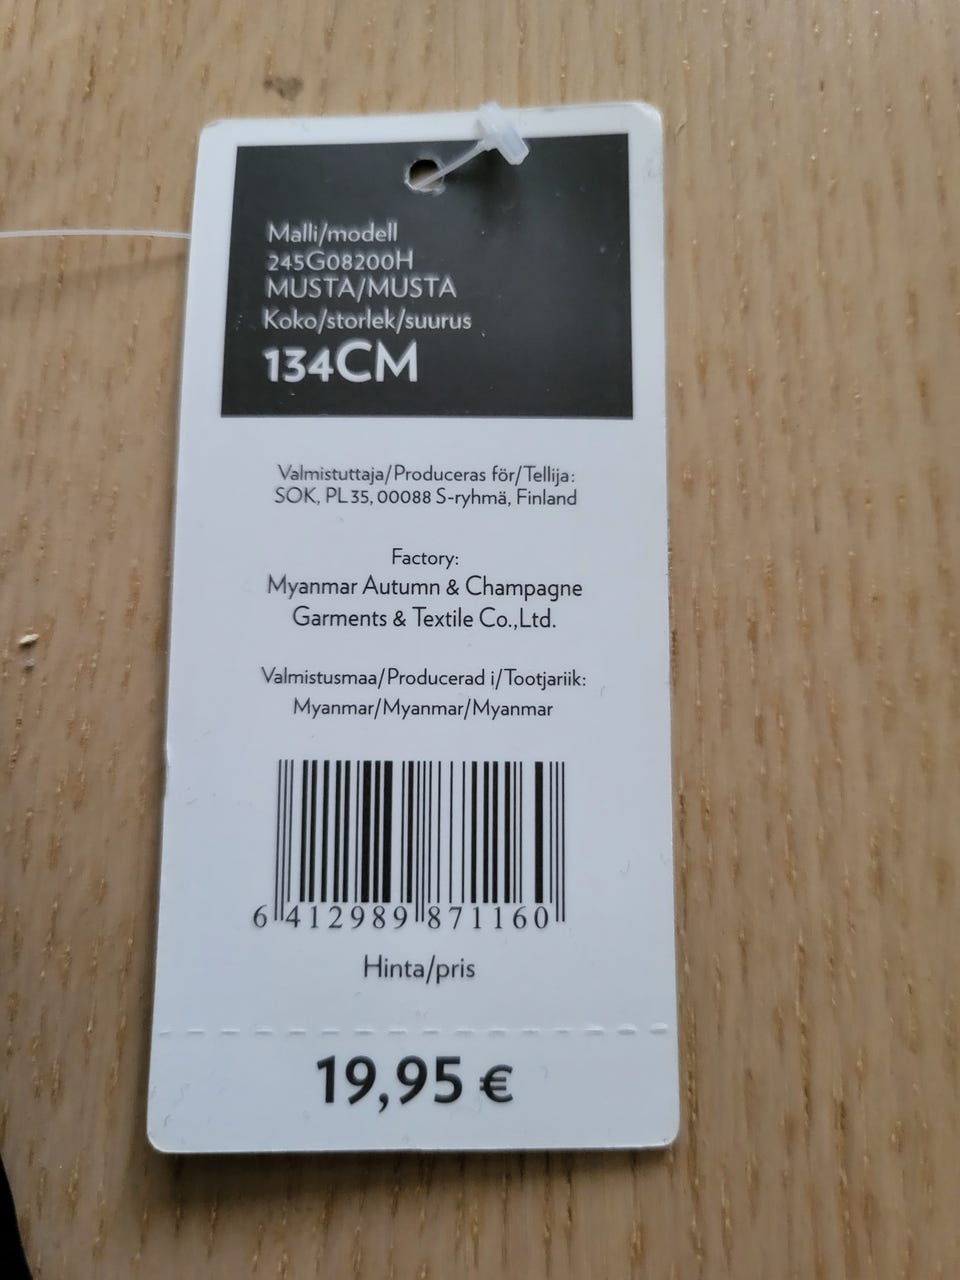 Malli/modell
245G08200H
MUSTA/MUSTA
Koko/storlek/suurus
134CM
Valmistuttaja/Produceras för/Tellija:
SOK, PL 35, 00088 S-ryhmä, Finland
Factory:
Myanmar Autumn & Champagne
Garments & Textile Co.,Ltd.
Valmistusmaa/Producerad i/Tootjariik:
Myanmar/Myanmar/Myanmar
6 412989 871160
Hinta/pris
19,95 €